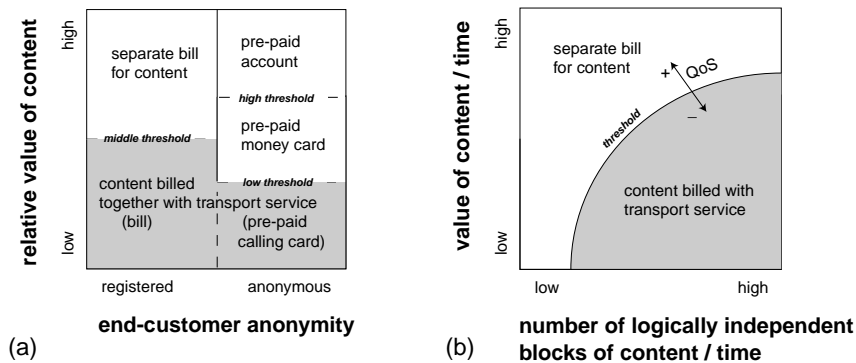 relative value of content
high
low
separate bill
for content
pre-paid
account
high threshold
middle threshold
pre-paid
money card
low threshold
content billed
together with transport service
(bill)
(pre-paid
calling card)
registered
anonymous
end-customer anonymity
(a)
value of content / time
high
low
separate bill
for content
+
QoS
–
threshold
content billed with
transport service
low
high
number of logically independent
blocks of content / time
(b)